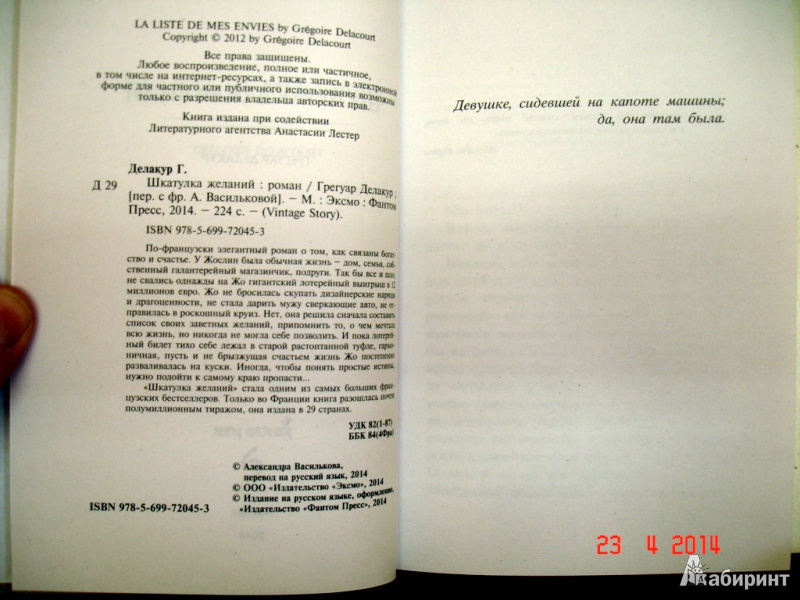 LA LISTE DE MES ENVIES by Grégoire Delacourt
Copyright © 2012 by Grégoire Delacourt
Все права защищены.
Любое воспроизведение, полное или частичное,
в том числе на интернет-ресурсах, а также запись в электронной
форме для частного или публичного использования возможны
только с разрешения владельца авторских прав.
Книга издана при содействии
Литературного агентства Анастасии Лестер
Делакур Г.
Д 29 Шкатулка желаний : роман / Грегуар Делакур ;
[пер. с фр. А. Васильковой]. – М. : Эксмо : Фантом
Пресс, 2014. – 224 с. – (Vintage Story).
ISBN 978-5-699-72045-3
По-французски элегантный роман о том, как связаны богат-
ство и счастье. У Жослин была обычная жизнь – дом, семья, соб-
ственный галантерейный магазинчик, подруги. Так бы все и шло,
не свались однажды на Жо гигантский лотерейный выигрыш в 12
миллионов евро. Жо не бросилась скупать дизайнерские наряды
и драгоценности, не стала дарить мужу сверкающие авто, не от-
правилась в роскошный круиз. Нет, она решила сначала составить
список своих заветных желаний, припомнить то, о чем мечтала
всю жизнь, но никогда не могла себе позволить. И пока лотерей-
ный билет тихо себе лежал в старой растоптанной туфле, гармо-
ничная, пусть и не брызжущая счастьем жизнь Жо постепенно
разваливалась на куски. Иногда, чтобы понять простые истины,
нужно подойти к самому краю пропасти...
«Шкатулка желаний» стала одним из самых больших фран-
цузских бестселлеров. Только во Франции книга разошлась почти
полумиллионным тиражом, она издана в 29 странах.
УДК 82(1-87)
ББК 84(4Фра)
© Александра Василькова,
перевод на русский язык, 2014
© ООО «Издательство «Эксмо», 2014
© Издание на русском языке, оформление.
ISBN 978-5-699-72045-3 «Издательство «Фантом Пресс», 2014
Девушке, сидевшей на капоте машины;
да, она там была.
23 4 2014
Лабиринт